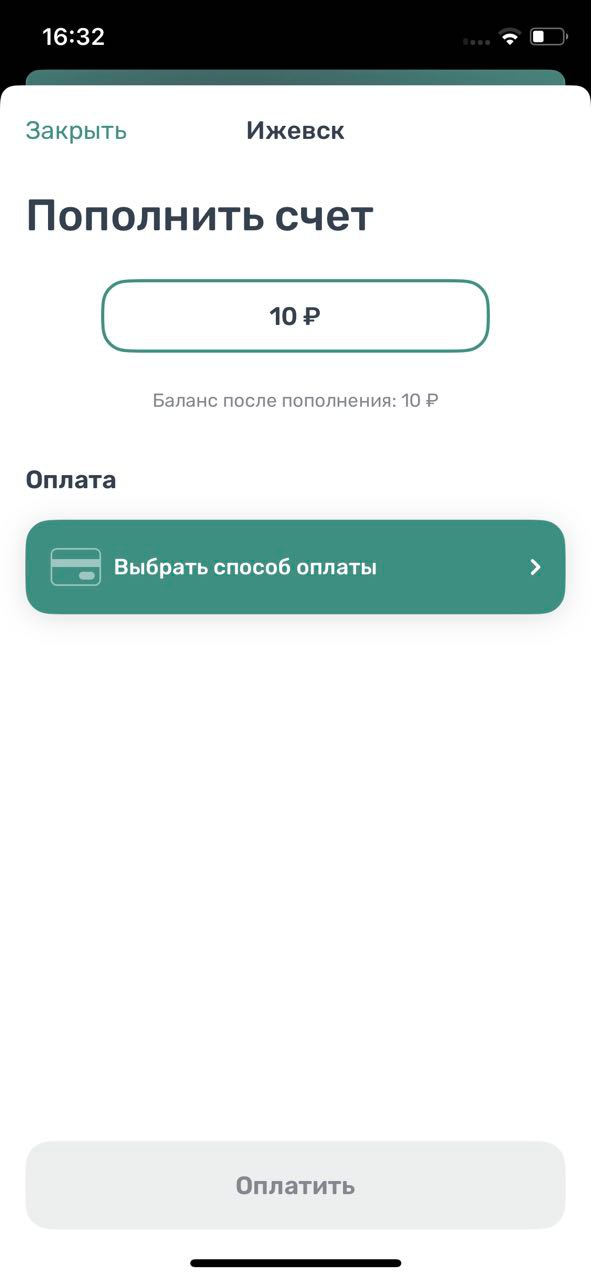 16:32
Закрыть
Ижевск
Пополнить счет
10 ₽
Баланс после пополнения: 10 ₽
Оплата
Выбрать способ оплаты
Оплатить